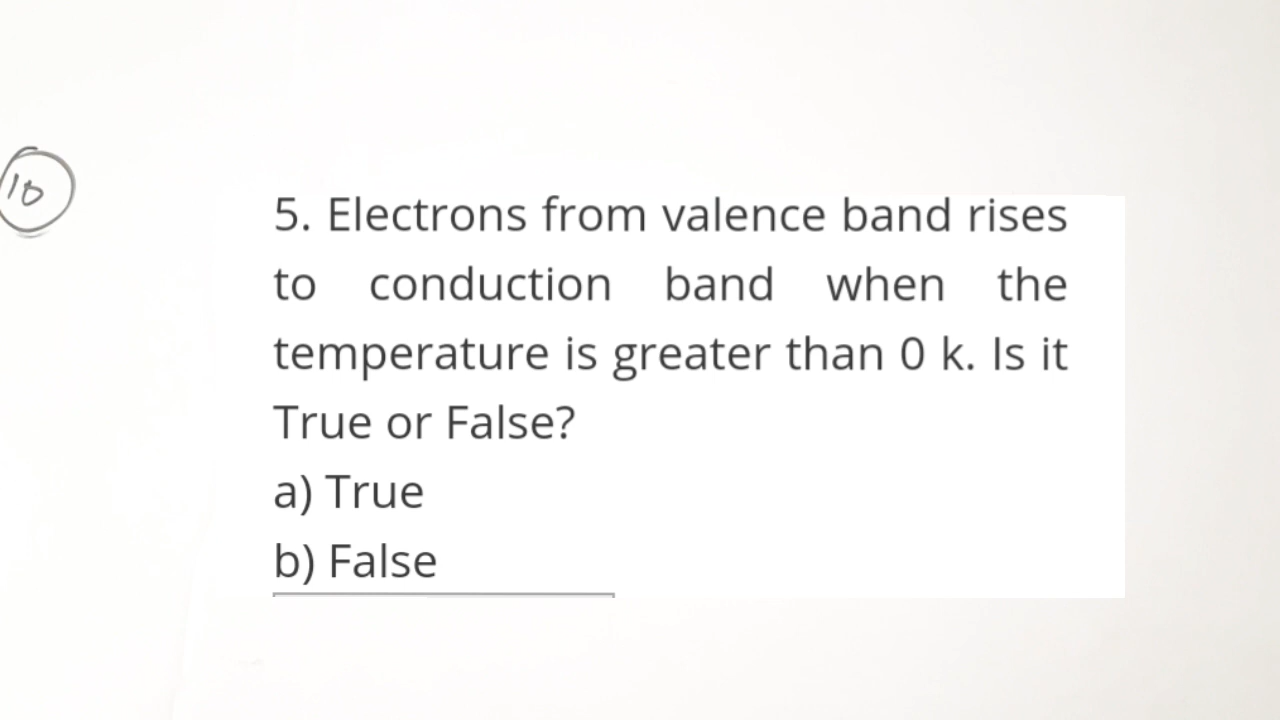 10
5. Electrons from valence band rises
to conduction band when the
temperature is greater than 0 k. Is it
True or False?
a) True
b) False